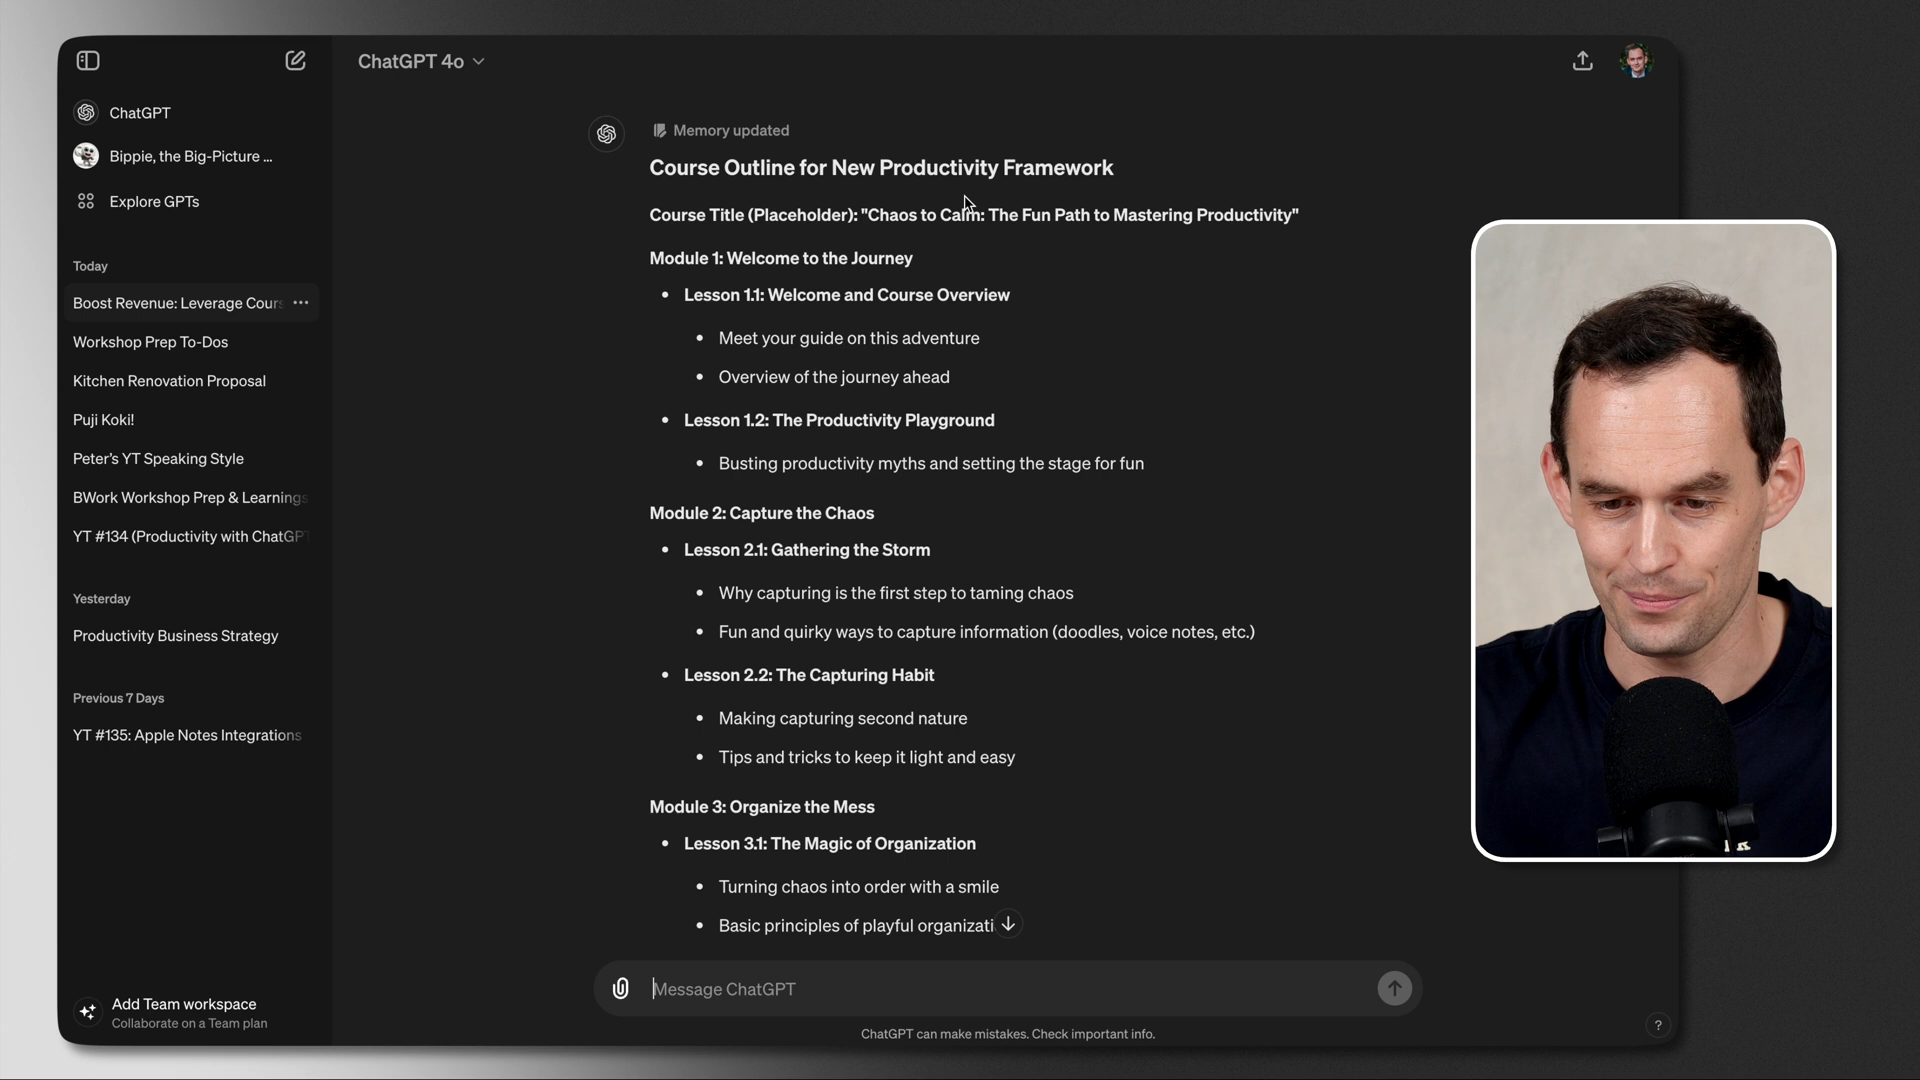 ChatGPT 4o
ChatGPT
Bippie, the Big-Picture ...
Explore GPTs
Today
Boost Revenue: Leverage Cours
Workshop Prep To-Dos
Kitchen Renovation Proposal
Puji Koki!
Peter's YT Speaking Style
BWork Workshop Prep & Learnings
YT #134 (Productivity with ChatGPT
Yesterday
Productivity Business Strategy
Previous 7 Days
YT #135: Apple Notes Integrations
Add Team workspace
Collaborate on a Team plan
Memory updated
Course Outline for New Productivity Framework
Course Title (Placeholder): "Chaos to Calm: The Fun Path to Mastering Productivity"
Module 1: Welcome to the Journey
• Lesson 1.1: Welcome and Course Overview
• Meet your guide on this adventure
• Overview of the journey ahead
• Lesson 1.2: The Productivity Playground
• Busting productivity myths and setting the stage for fun
Module 2: Capture the Chaos
• Lesson 2.1: Gathering the Storm
• Why capturing is the first step to taming chaos
• Fun and quirky ways to capture information (doodles, voice notes, etc.)
• Lesson 2.2: The Capturing Habit
• Making capturing second nature
• Tips and tricks to keep it light and easy
Module 3: Organize the Mess
• Lesson 3.1: The Magic of Organization
• Turning chaos into order with a smile
• Basic principles of playful organizati
Message ChatGPT
ChatGPT can make mistakes. Check important info.
?